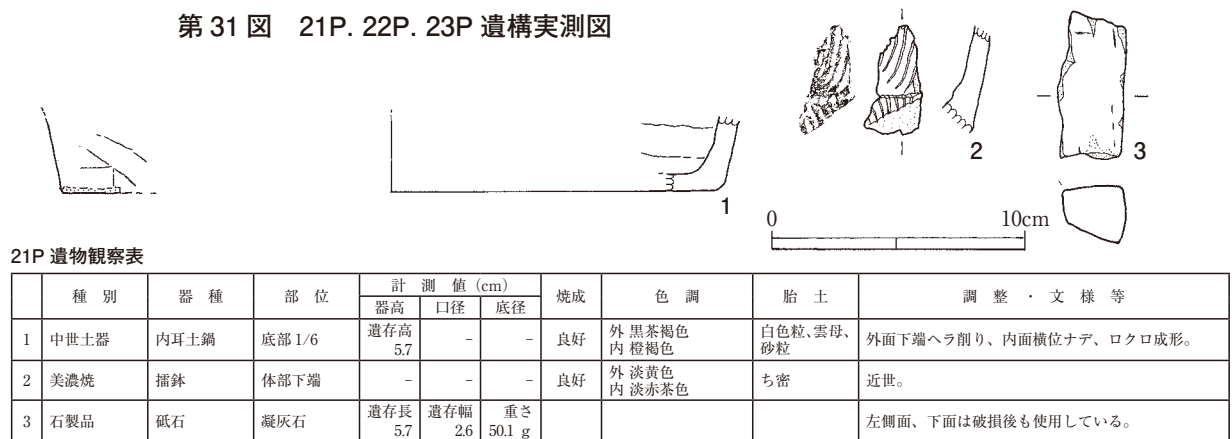 第 31 図　21P. 22P. 23P 遺構実測図
1
2
3
0　10cm
21P 遺物観察表
種 別　器 種　部 位　計 測 値 (cm)　焼成　色 調　胎 土　調 整 ・ 文 様 等
器高　口径　底径
1　中世土器　内耳土鍋　底部 1/6　遺存高 5.7　-　-　良好　外 黒茶褐色 内 橙褐色　白色粒、雲母、砂粒　外面下端ヘラ削り、内面横位ナデ、ロクロ成形。
2　美濃焼　擂鉢　体部下端　-　-　-　良好　外 淡黄色 内 淡赤茶色　ち密　近世。
3　石製品　砥石　凝灰石　遺存長 5.7　遺存幅 2.6　重さ 50.1 g　左側面、下面は破損後も使用している。